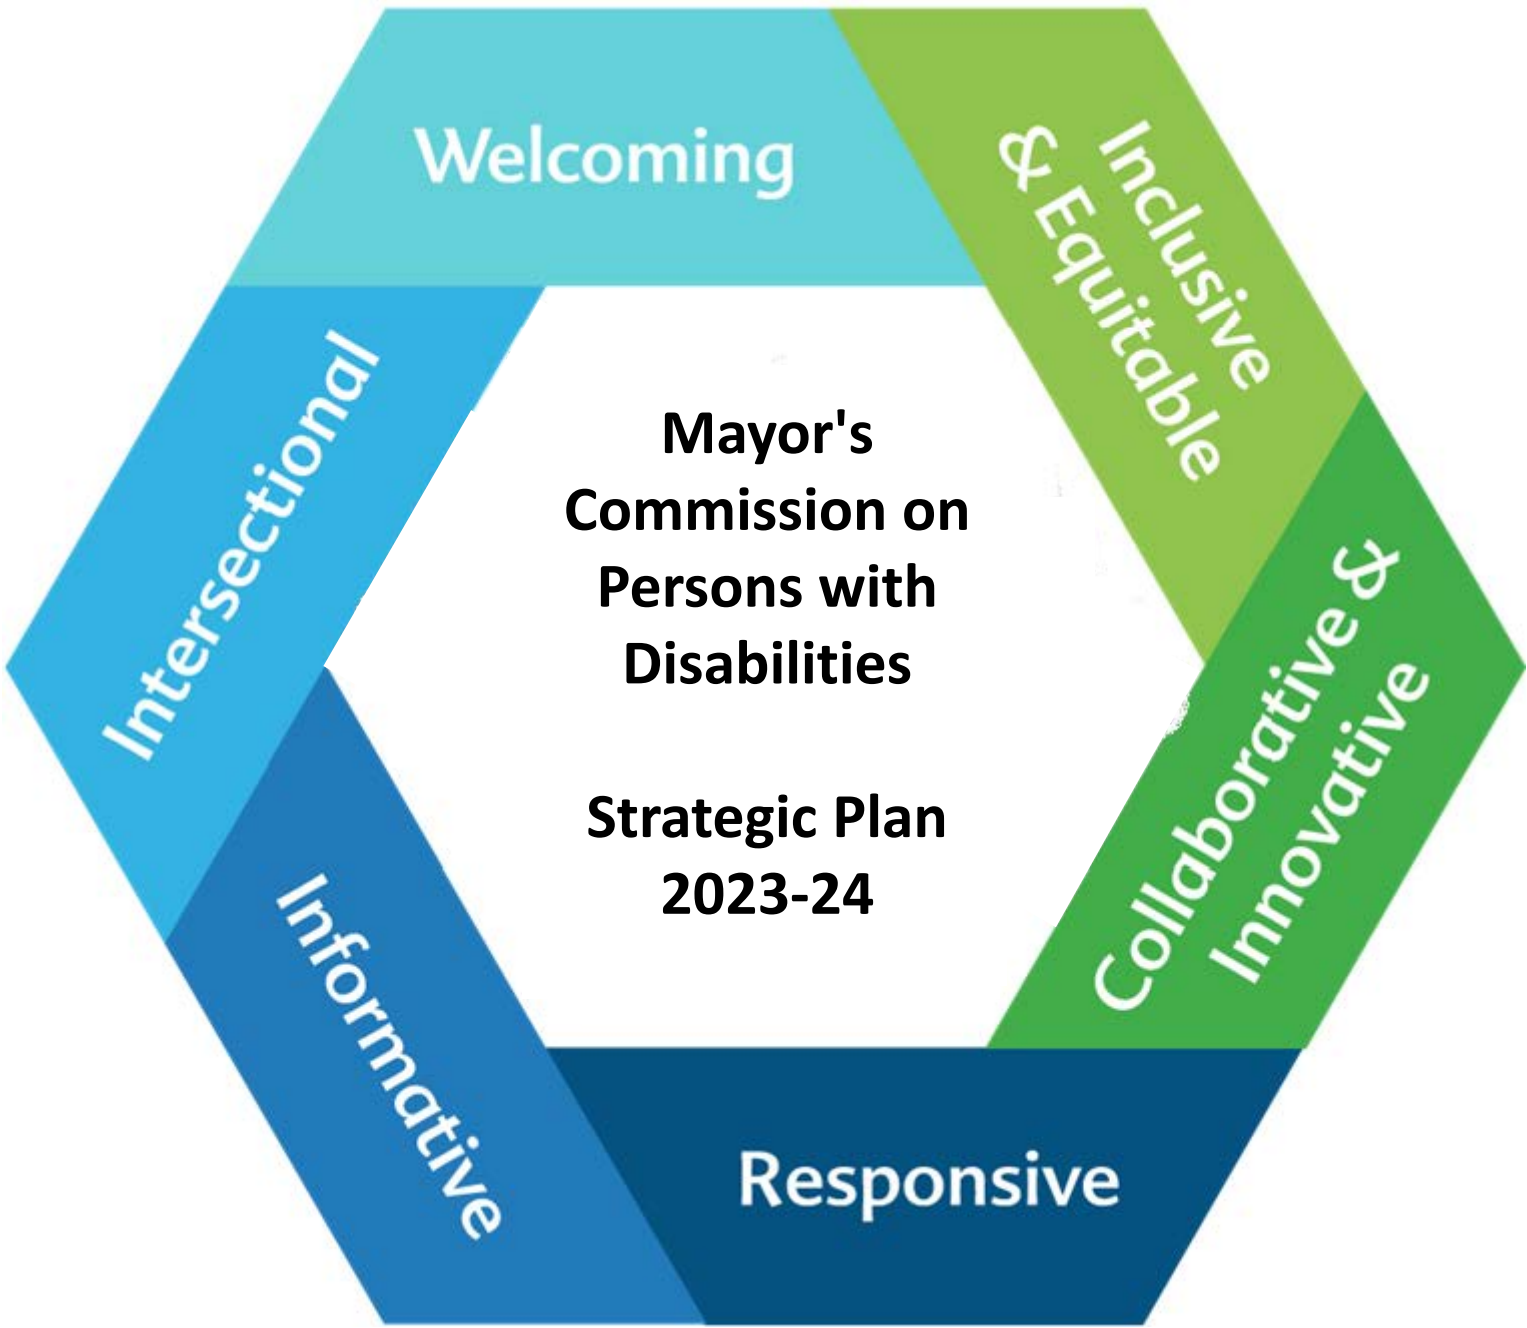 Welcoming
Inclusive
& Equitable
Collaborative &
Innovative
Responsive
Informative
Intersectional
Mayor's
Commission on
Persons with
Disabilities
Strategic Plan
2023-24